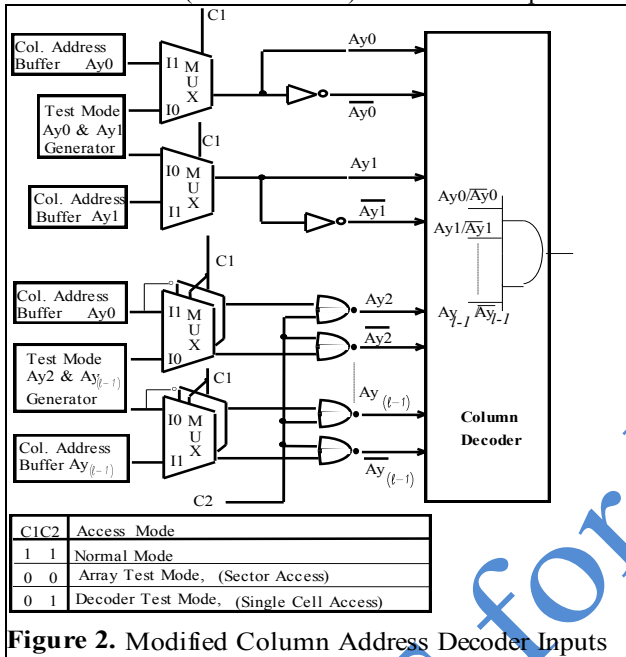 C1
Col. Address
Buffer Ay0
I1
M
U
X
I0
Ay0
Ay0
Test Mode
Ay0 & Ay1
Generator
C1
I0
M
U
X
I1
Ay1
Ay1
Col. Address
Buffer Ay1
Ay0/Ay0
Ay1/Ay1
Ay l-1 Ay l-1
Column
Decoder
C1
Col. Address
Buffer Ay0
I1
M
U
X
I0
Ay2
Ay2
Test Mode
Ay2 & Ay(l-1)
Generator
C1
I0
M
U
X
I1
Ay (l-1)
Ay (l-1)
Col. Address
Buffer Ay(l-1)
C2
C1C2 Access Mode
1 1 Normal Mode
0 0 Array Test Mode, (Sector Access)
0 1 Decoder Test Mode, (Single Cell Access)
Figure 2. Modified Column Address Decoder Inputs
for